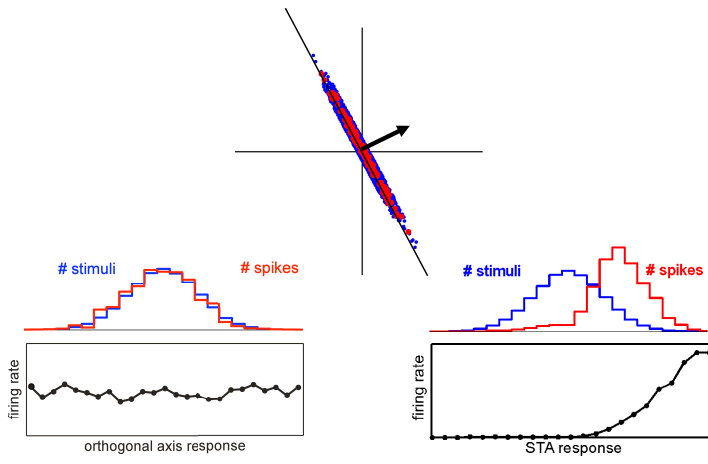 # stimuli
# spikes
# stimuli
# spikes
firing rate
orthogonal axis response
firing rate
STA response